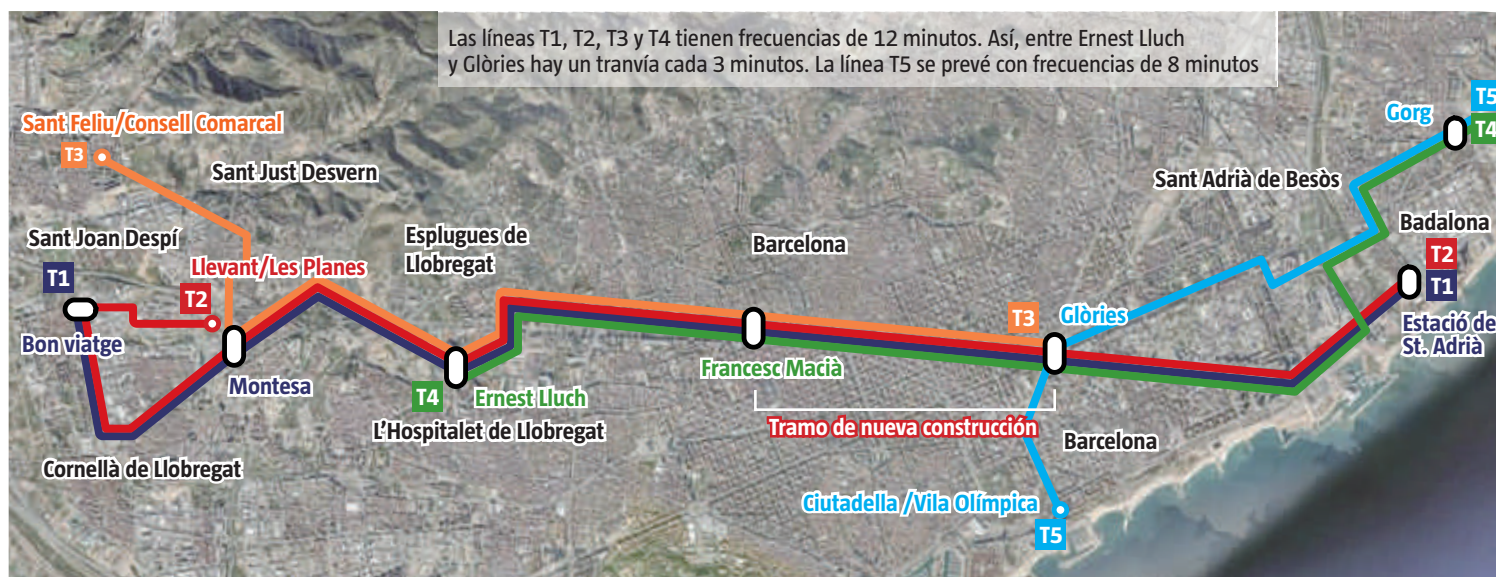 Las líneas T1, T2, T3 y T4 tienen frecuencias de 12 minutos. Así, entre Ernest Lluch
y Glòries hay un tranvía cada 3 minutos. La línea T5 se prevé con frecuencias de 8 minutos
Sant Feliu/Consell Comarcal
T3
Sant Just Desvern
Sant Joan Despí
T1
Llevant/Les Planes
T2
Bon viatge
Montesa
Cornellà de Llobregat
Esplugues de
Llobregat
T4
Ernest Lluch
L'Hospitalet de Llobregat
Barcelona
Francesc Macià
Tramo de nueva construcción
T3
Glòries
Barcelona
Ciutadella /Vila Olímpica
T5
Sant Adrià de Besòs
Gorg
T5
T4
Badalona
T2
T1
Estació de
St. Adrià